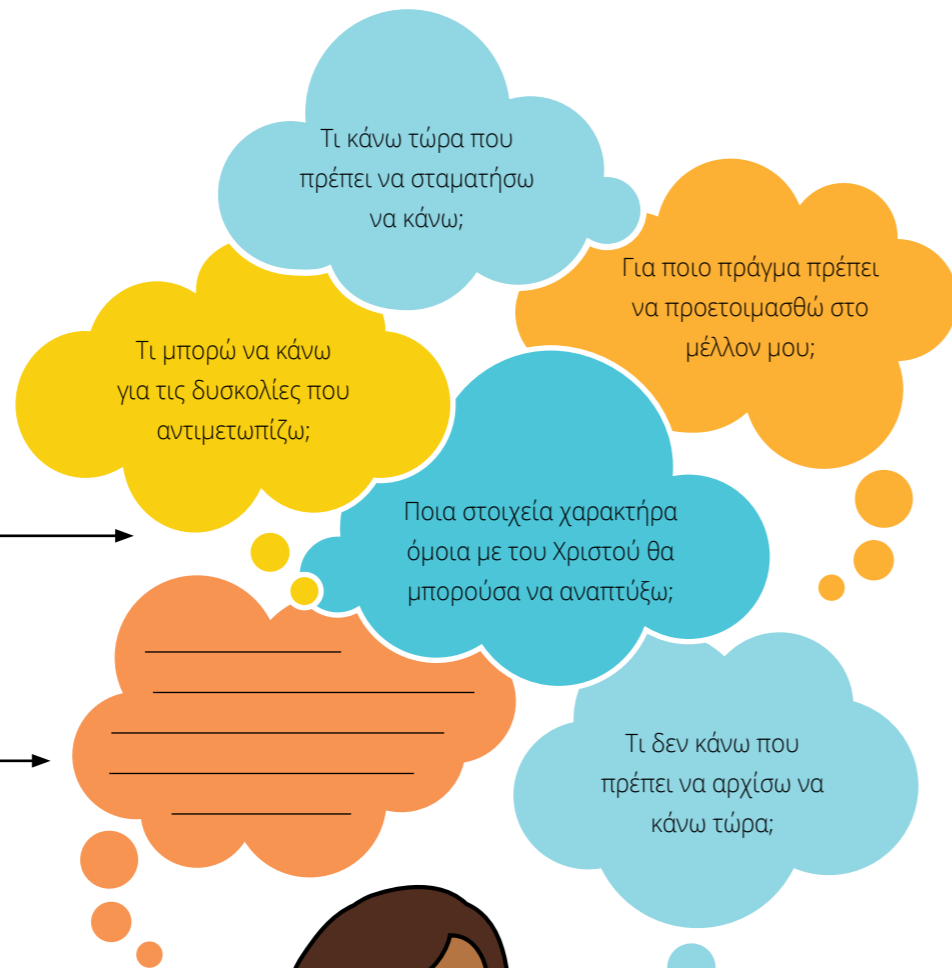 Τι κάνω τώρα που
πρέπει να σταματήσω
να κάνω;
Για ποιο πράγμα πρέπει
να προετοιμασθώ στο
μέλλον μου;
Τι μπορώ να κάνω
για τις δυσκολίες που
αντιμετωπίζω;
Ποια στοιχεία χαρακτήρα
όμοια με του Χριστού θα
μπορούσα να αναπτύξω;
Τι δεν κάνω που
πρέπει να αρχίσω να
κάνω τώρα;